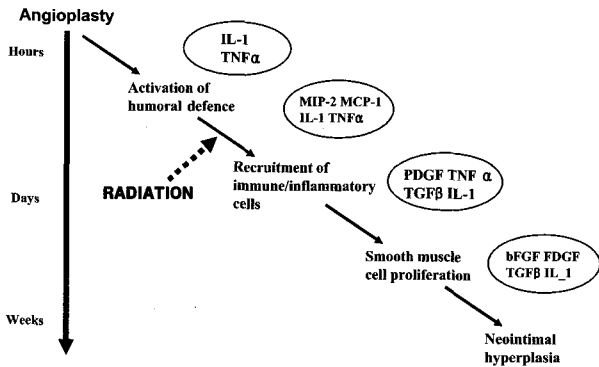 Angioplasty
Hours
IL-1
TNFα
Activation of
humoral defence
MIP-2 MCP-1
IL-1 TNFα
RADIATION
Recruitment of
immune/inflammatory
cells
Days
PDGF TNF α
TGFβ IL-1
Smooth muscle
cell proliferation
bFGF FDGF
TGFβ IL_1
Weeks
Neointimal
hyperplasia